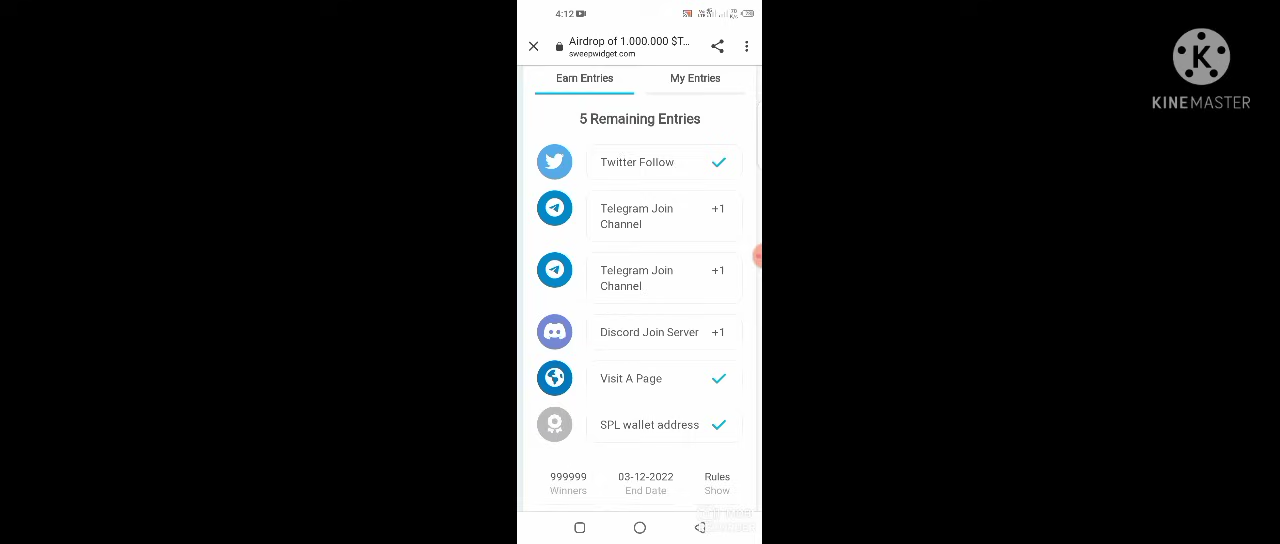 4:12
Airdrop of 1.000.000 $T...
sweepwidget.com
K
KINEMASTER
Earn Entries
My Entries
5 Remaining Entries
Twitter Follow
Telegram Join
Channel
+1
Telegram Join
Channel
+1
Discord Join Server +1
Visit A Page
SPL wallet address
999999
Winners
03-12-2022
End Date
Rules
Show